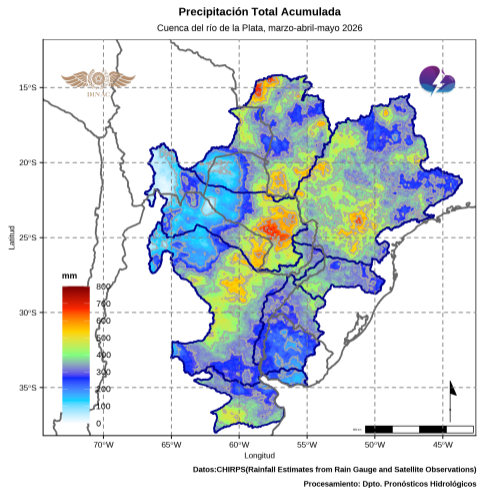 Precipitación Total Acumulada
Cuenca del río de la Plata, marzo-abril-mayo 2026
DINAC
15°S
20°S
25°S
30°S
35°S
Latitud
mm
800
700
600
500
400
300
200
100
0
70°W
65°W
60°W
55°W
50°W
45°W
Longitud
Datos:CHIRPS(Rainfall Estimates from Rain Gauge and Satellite Observations)
Procesamiento: Dpto. Pronósticos Hidrológicos